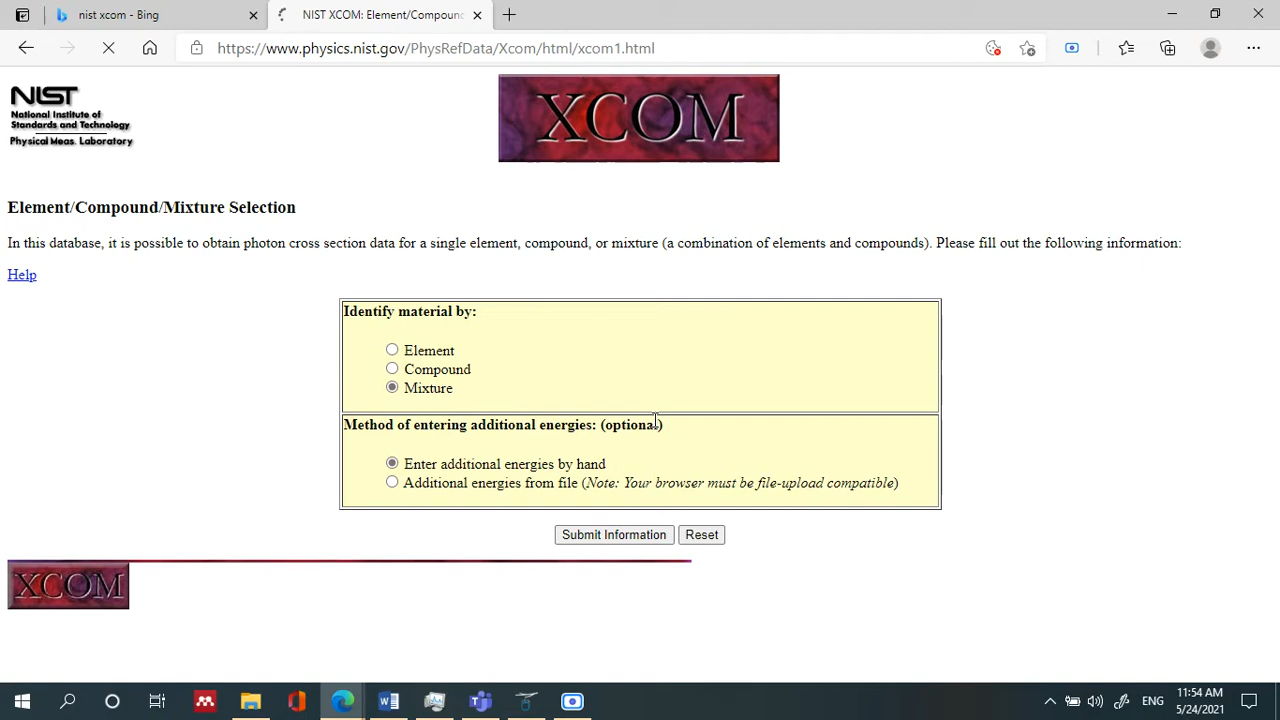 nist xcom - Bing
NIST XCOM: Element/Compound
https://www.physics.nist.gov/PhysRefData/Xcom/html/xcom1.html
NIST
National Institute of
Standards and Technology
Physical Meas. Laboratory
XCOM
Element/Compound/Mixture Selection
In this database, it is possible to obtain photon cross section data for a single element, compound, or mixture (a combination of elements and compounds). Please fill out the following information:
Help
Identify material by:
Element
Compound
Mixture
Method of entering additional energies: (optional)
Enter additional energies by hand
Additional energies from file (Note: Your browser must be file-upload compatible)
Submit Information Reset
XCOM
ENG
11:54 AM
5/24/2021